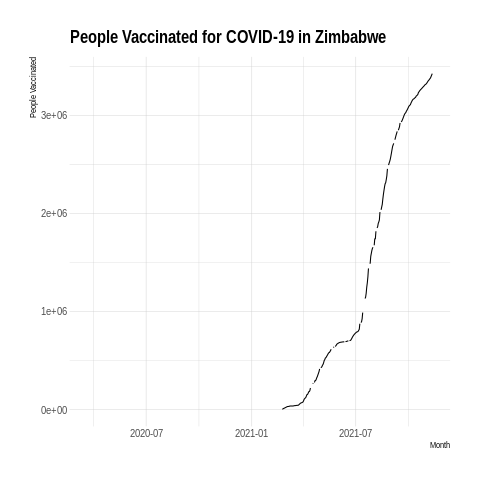 People Vaccinated for COVID-19 in Zimbabwe
People Vaccinated
3e+06
2e+06
1e+06
0e+00
2020-07
2021-01
2021-07
Month